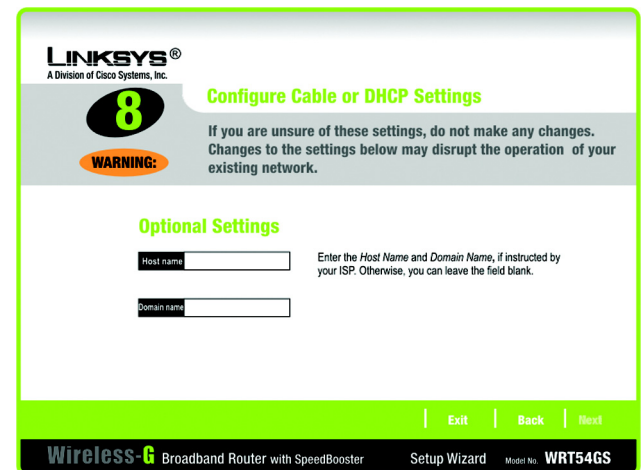 LINKSYS®
A Division of Cisco Systems, Inc.
8
Configure Cable or DHCP Settings
WARNING:
If you are unsure of these settings, do not make any changes.
Changes to the settings below may disrupt the operation of your
existing network.
Optional Settings
Host name
Enter the Host Name and Domain Name, if instructed by
your ISP. Otherwise, you can leave the field blank.
Domain name
Exit Back Next
Wireless-G Broadband Router with SpeedBooster Setup Wizard Model No. WRT54GS